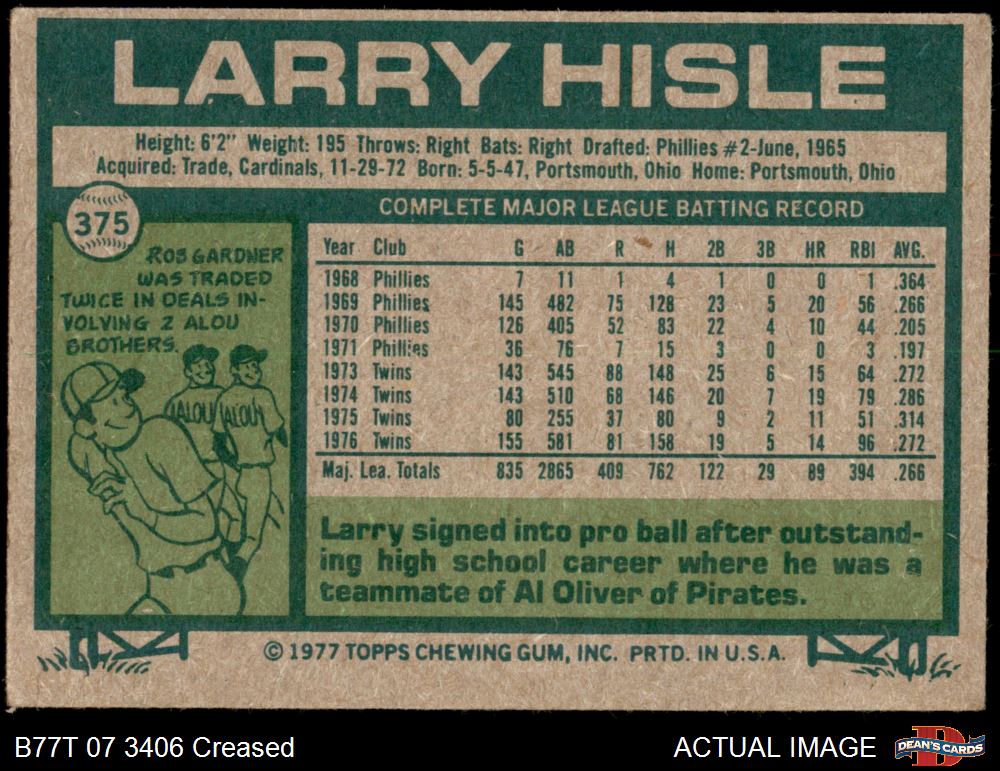 LARRY HISLE
Height: 6'2" Weight: 195 Throws: Right Bats: Right Drafted: Phillies #2-June, 1965
Acquired: Trade, Cardinals, 11-29-72 Born: 5-5-47, Portsmouth, Ohio Home: Portsmouth, Ohio
375
ROB GARDNER
WAS TRADED
TWICE IN DEALS IN-
VOLVING 2 ALOU
BROTHERS.
ALOU ALOU
COMPLETE MAJOR LEAGUE BATTING RECORD
Year Club G AB R H 2B 3B HR RBI AVG.
1968 Phillies 7 11 1 4 1 0 0 1 .364
1969 Phillies 145 482 75 128 23 5 20 56 .266
1970 Phillies 126 405 52 83 22 4 10 44 .205
1971 Phillies 36 76 7 15 3 0 0 3 .197
1973 Twins 143 545 88 148 25 6 15 64 .272
1974 Twins 143 510 68 146 20 7 19 79 .286
1975 Twins 80 255 37 80 9 2 11 51 .314
1976 Twins 155 581 81 158 19 5 14 96 .272
Maj. Lea. Totals 835 2865 409 762 122 29 89 394 .266
Larry signed into pro ball after outstand-
ing high school career where he was a
teammate of Al Oliver of Pirates.
© 1977 TOPPS CHEWING GUM, INC. PRTD. IN U.S.A.
B77T 07 3406 Creased
ACTUAL IMAGE
D
DEAN'S CARDS